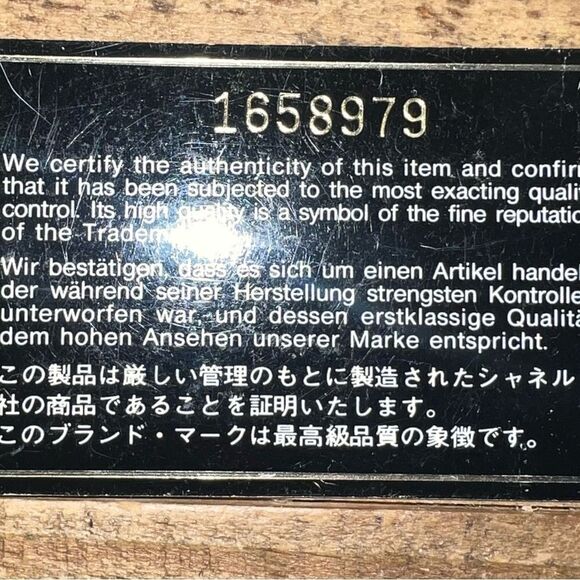 1658979
We certify the authenticity of this item and confirm
that it has been subjected to the most exacting quali
control. Its high quality is a symbol of the fine reputatio
of the Tradem
Wir bestätigen, dass es sich um einen Artikel handel
der während seiner Herstellung strengsten Kontrolle
unterworfen war, und dessen erstklassige Qualitä
dem hohen Ansehen unserer Marke entspricht.
この製品は厳しい管理のもとに製造されたシャネル
社の商品であることを証明いたします。
このブランド・マークは最高級品質の象徴です。